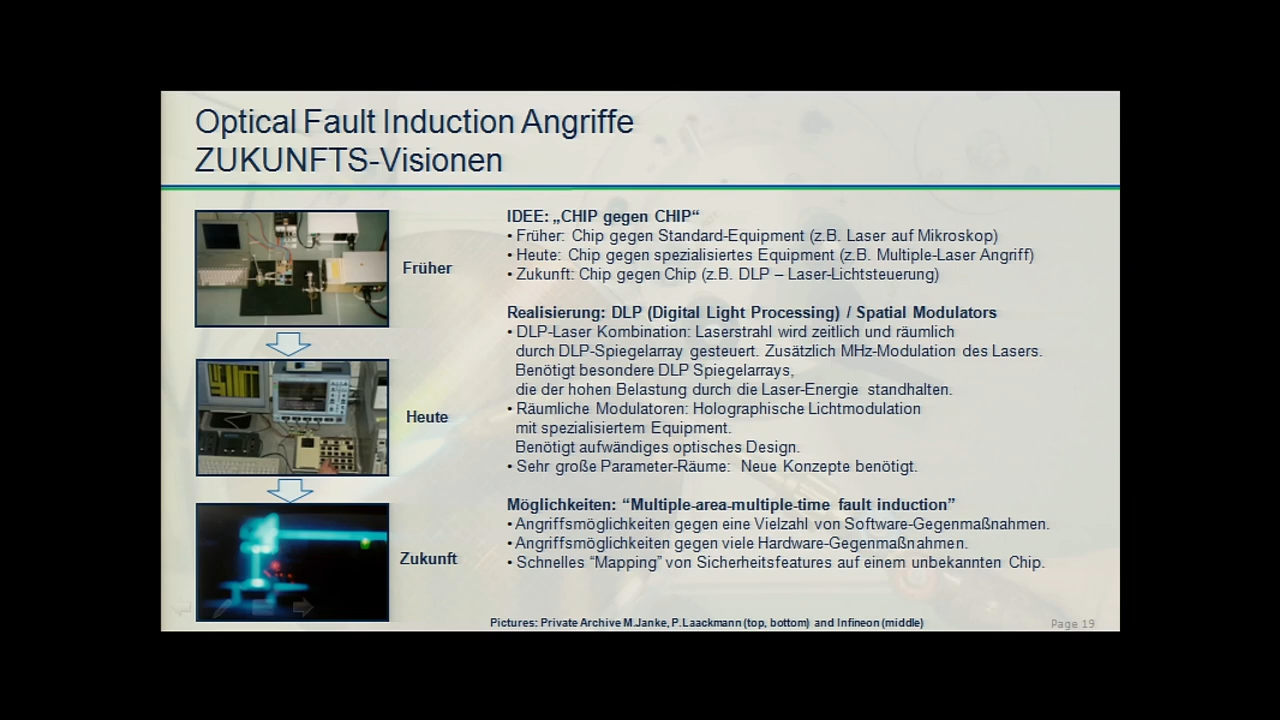 Optical Fault Induction Angriffe
ZUKUNFTS-Visionen
Früher
Heute
Zukunft
IDEE: „CHIP gegen CHIP“
• Früher: Chip gegen Standard-Equipment (z.B. Laser auf Mikroskop)
• Heute: Chip gegen spezialisiertes Equipment (z.B. Multiple-Laser Angriff)
• Zukunft: Chip gegen Chip (z.B. DLP – Laser-Lichtsteuerung)
Realisierung: DLP (Digital Light Processing) / Spatial Modulators
• DLP-Laser Kombination: Laserstrahl wird zeitlich und räumlich
durch DLP-Spiegelarray gesteuert. Zusätzlich MHz-Modulation des Lasers.
Benötigt besondere DLP Spiegelarrays,
die der hohen Belastung durch die Laser-Energie standhalten.
• Räumliche Modulatoren: Holographische Lichtmodulation
mit spezialisiertem Equipment.
Benötigt aufwändiges optisches Design.
• Sehr große Parameter-Räume: Neue Konzepte benötigt.
Möglichkeiten: “Multiple-area-multiple-time fault induction”
• Angriffsmöglichkeiten gegen eine Vielzahl von Software-Gegenmaßnahmen.
• Angriffsmöglichkeiten gegen viele Hardware-Gegenmaßnahmen.
• Schnelles “Mapping” von Sicherheitsfeatures auf einem unbekannten Chip.
Pictures: Private Archive M.Janke, P.Laackmann (top, bottom) and Infineon (middle)
Page 19